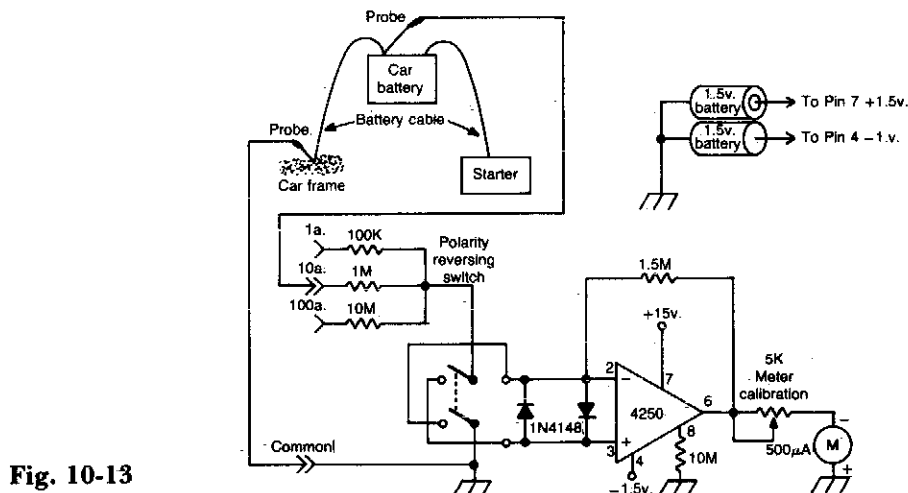 Probe
Car
battery
Battery cable
Probe
Car frame
Starter
1.5v.
battery
To Pin 7 +1.5v.
1.5v.
battery
To Pin 4 -1.v.
1a.
100K
10a.
1M
100a.
10M
Polarity
reversing
switch
1.5M
+15v.
5K
Meter
calibration
2
-
7
4250
6
1N4148
+
3
4
8
10M
-1.5v.
500μA
-
M
+
Common
Fig. 10-13